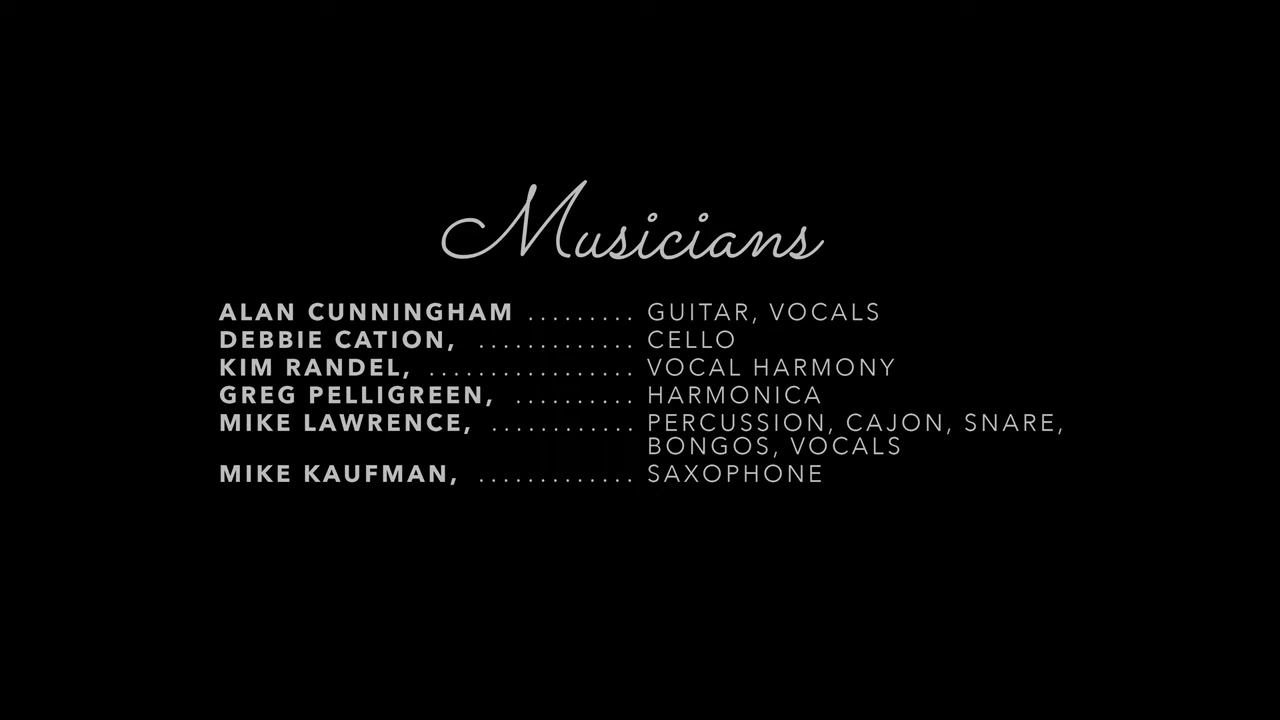 Musicians
ALAN CUNNINGHAM ......... GUITAR, VOCALS
DEBBIE CATION, ............. CELLO
KIM RANDEL, ................. VOCAL HARMONY
GREG PELLIGREEN, .......... HARMONICA
MIKE LAWRENCE, ............ PERCUSSION, CAJON, SNARE,
BONGOS, VOCALS
MIKE KAUFMAN, ............. SAXOPHONE